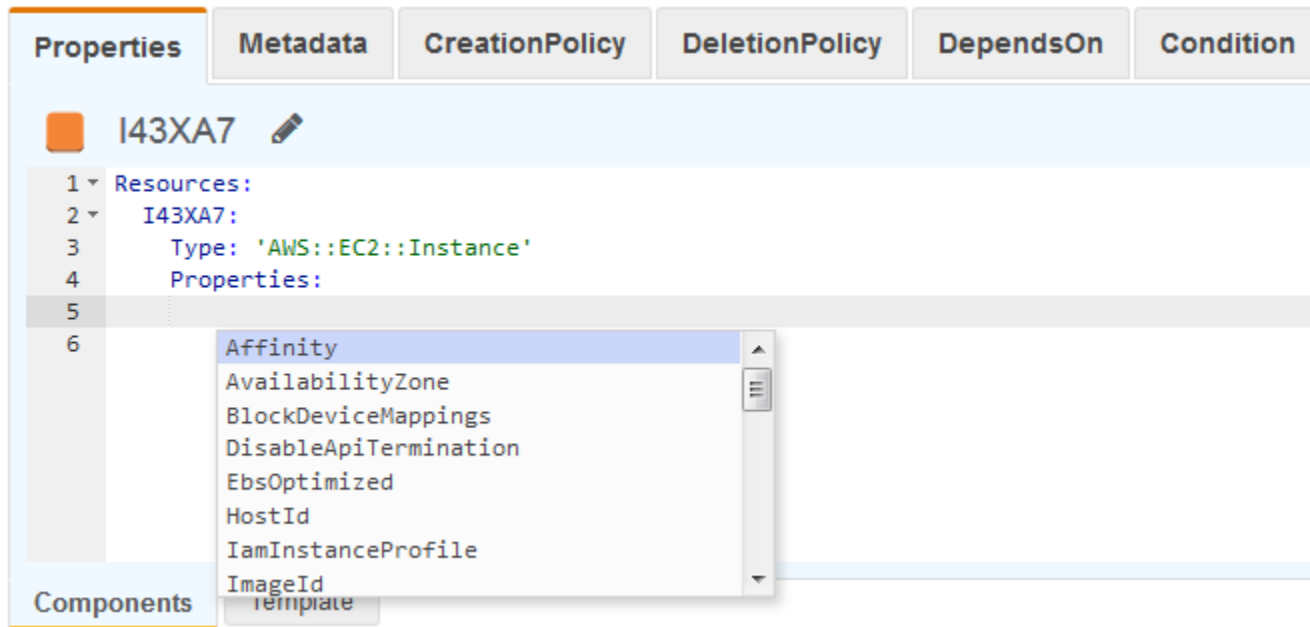 Properties Metadata CreationPolicy DeletionPolicy DependsOn Condition
I43XA7
1 Resources:
2 I43XA7:
3 Type: 'AWS::EC2::Instance'
4 Properties:
5
6
Affinity
AvailabilityZone
BlockDeviceMappings
DisableApiTermination
EbsOptimized
HostId
IamInstanceProfile
ImageId
Components Template